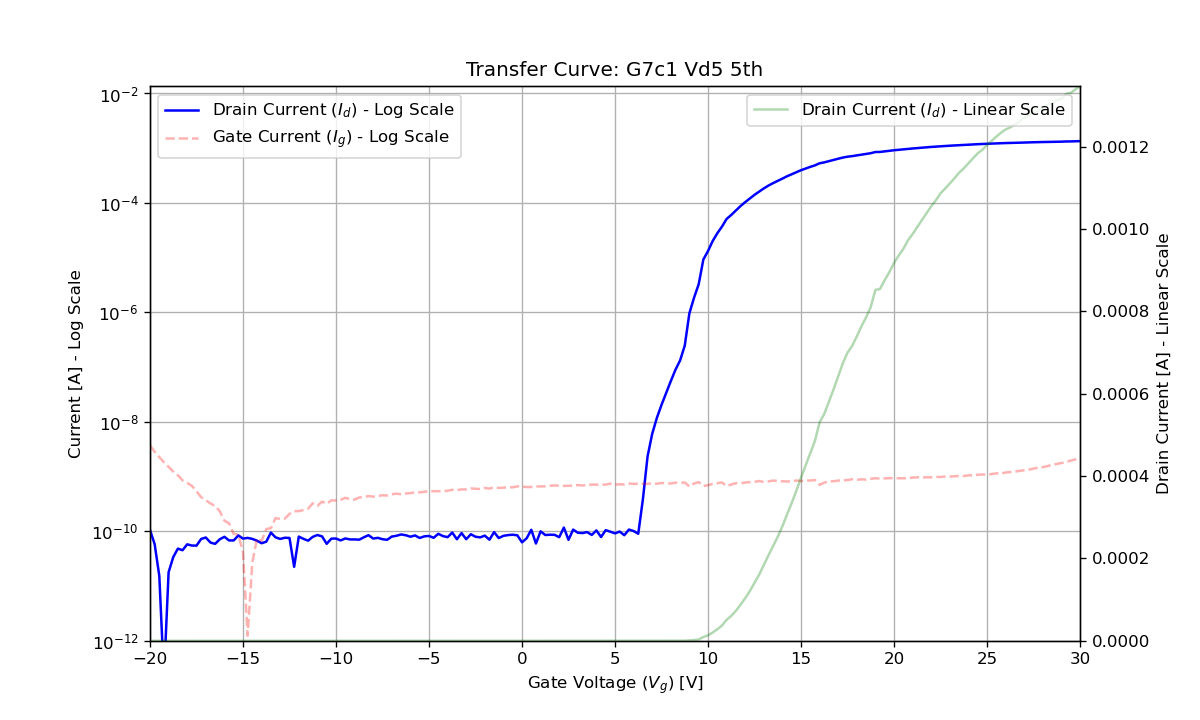 Transfer Curve: G7c1 Vd5 5th
Drain Current (I_d) - Log Scale
Gate Current (I_g) - Log Scale
Drain Current (I_d) - Linear Scale
Current [A] - Log Scale
10⁻²
10⁻⁴
10⁻⁶
10⁻⁸
10⁻¹⁰
10⁻¹²
−20 −15 −10 −5 0 5 10 15 20 25 30
Gate Voltage (V_g) [V]
0.0012
0.0010
0.0008
0.0006
0.0004
0.0002
0.0000
Drain Current [A] - Linear Scale